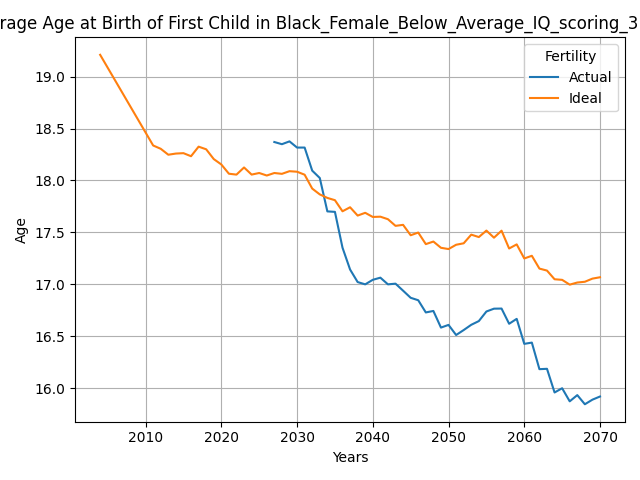 rage Age at Birth of First Child in Black_Female_Below_Average_IQ_scoring_3
Fertility
Actual
Ideal
Age
19.0
18.5
18.0
17.5
17.0
16.5
16.0
2010 2020 2030 2040 2050 2060 2070
Years